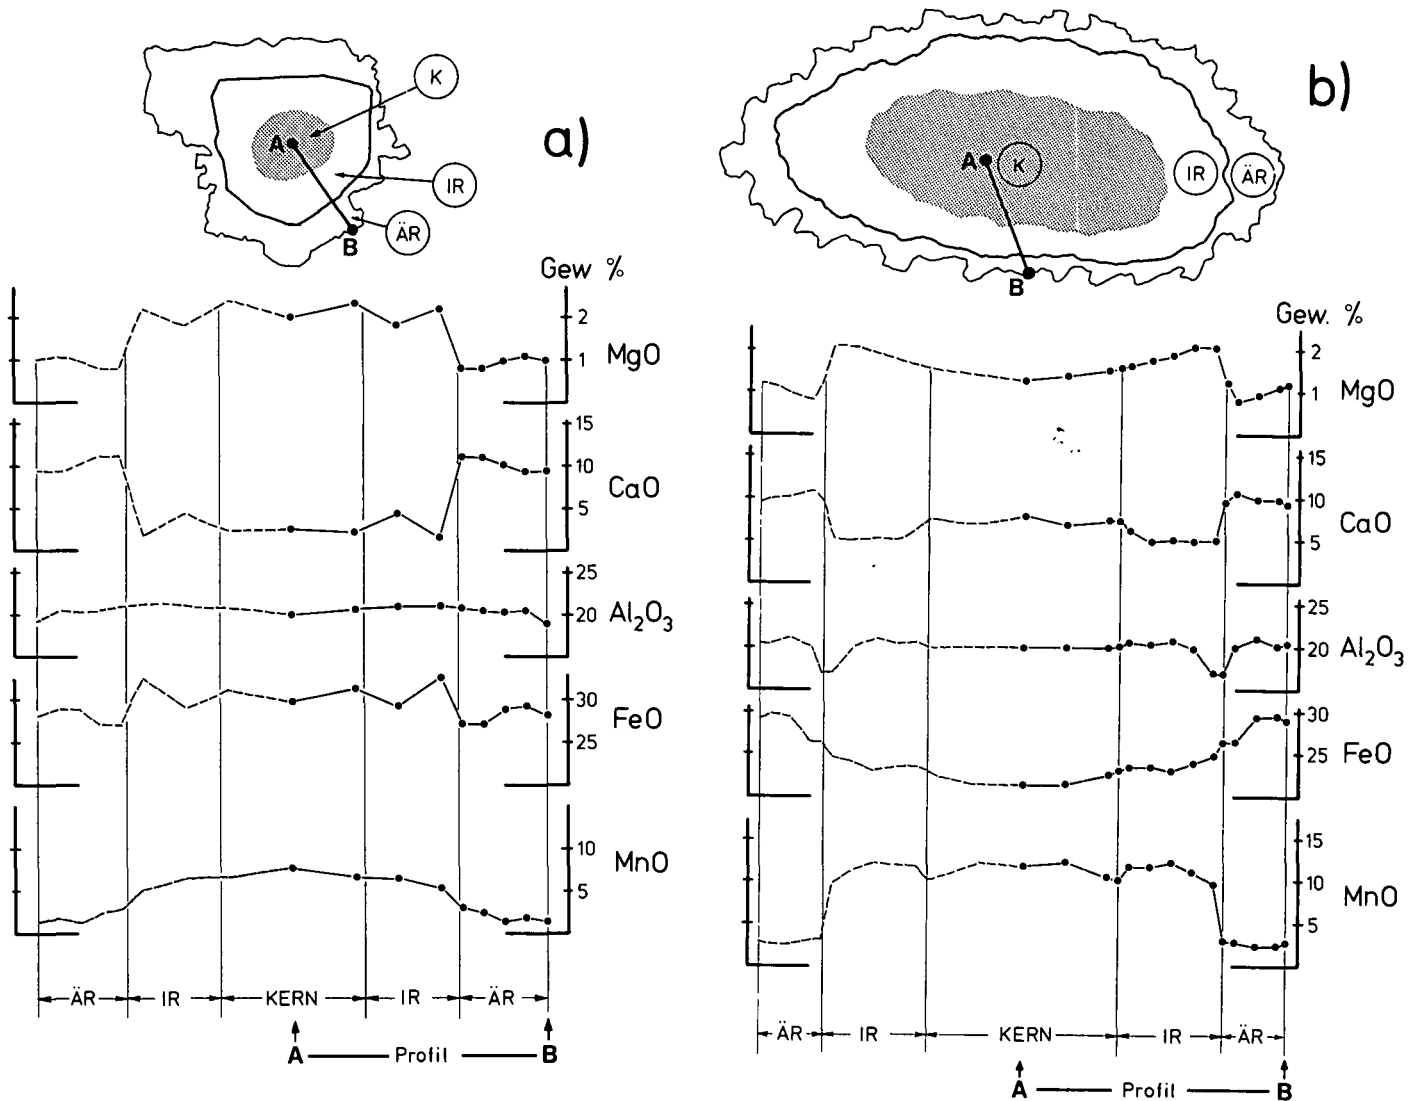 a)
K
A
IR
ÄR
B
Gew %
2
1
MgO
15
10
5
CaO
25
20
Al2O3
30
25
FeO
10
5
MnO
ÄR IR KERN IR ÄR
A Profil B
b)
A K IR ÄR
B
Gew. %
2
1
MgO
15
10
5
CaO
25
20
Al2O3
30
25
FeO
15
10
5
MnO
ÄR IR KERN IR ÄR
A Profil B